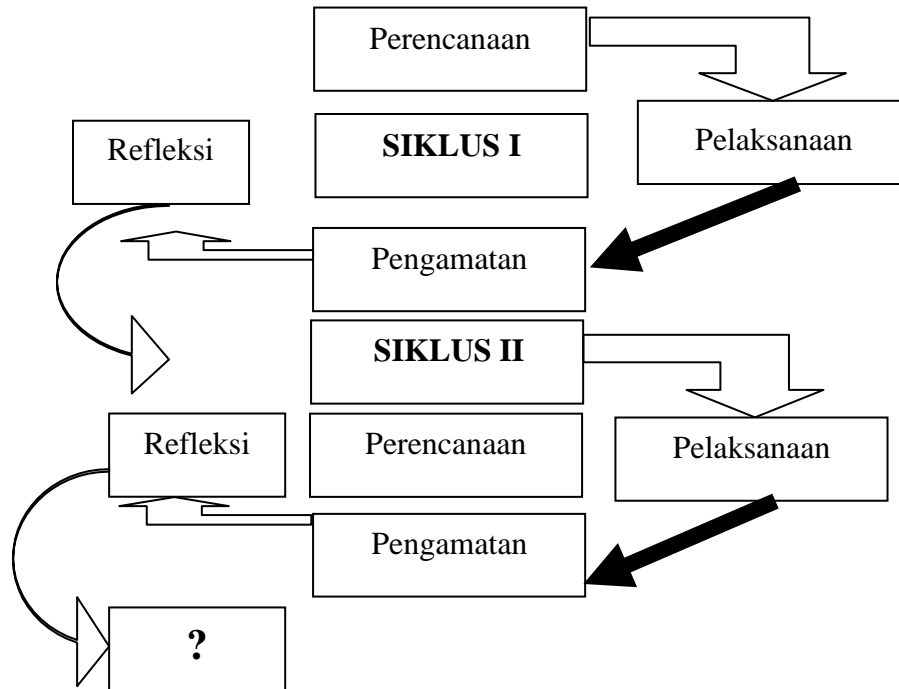 Perencanaan
Refleksi
SIKLUS I
Pelaksanaan
Pengamatan
SIKLUS II
Refleksi
Perencanaan
Pelaksanaan
Pengamatan
?